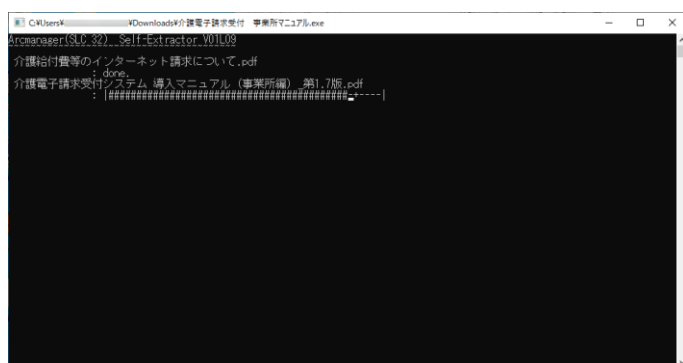 C:¥Users¥ ¥Downloads¥介護電子請求受付 事業所マニュアル.exe
Arcmanager(SLC 32) Self-Extractor V01L09
介護給付費等のインターネット請求について.pdf
: done.
介護電子請求受付システム 導入マニュアル（事業所編）_第1.7版.pdf
: |###########################################_+----|